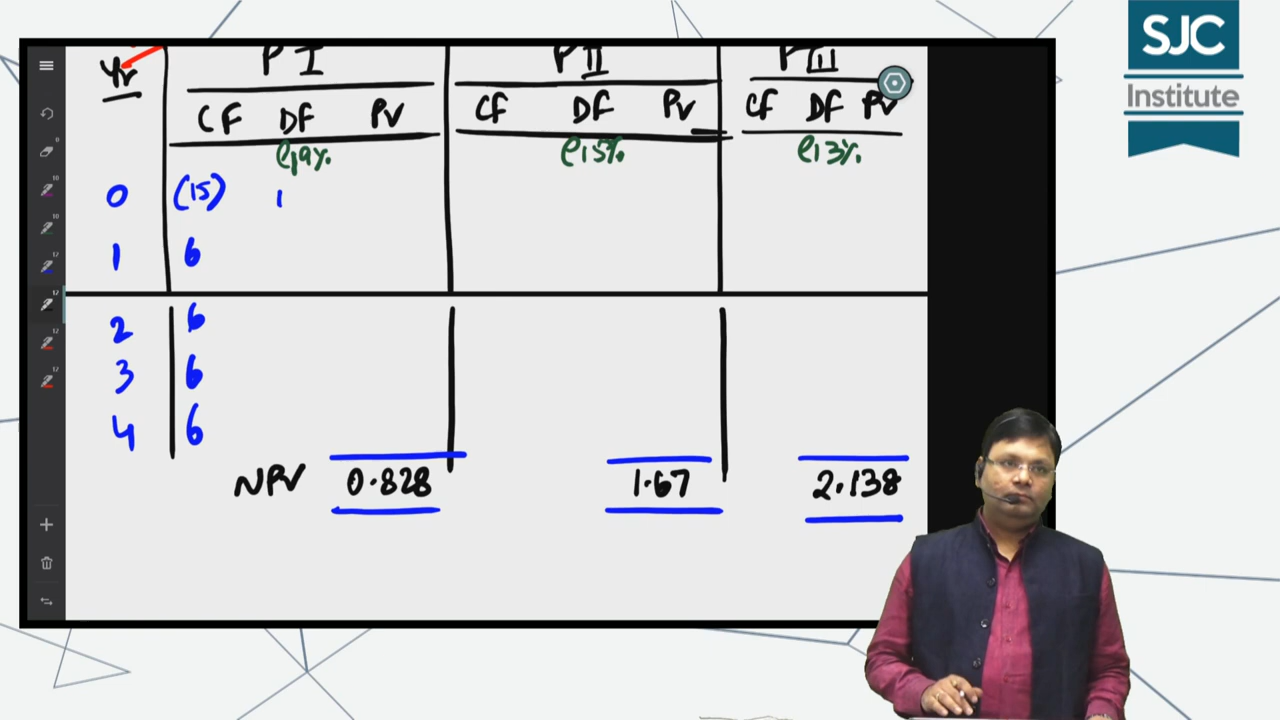 SJC
Institute
Yr P I P II P III
CF DF PV CF DF PV CF DF PV
@19% @15% @13%
0 (15) 1
1 6
2 6
3 6
4 6
NPV 0.828 1.67 2.138